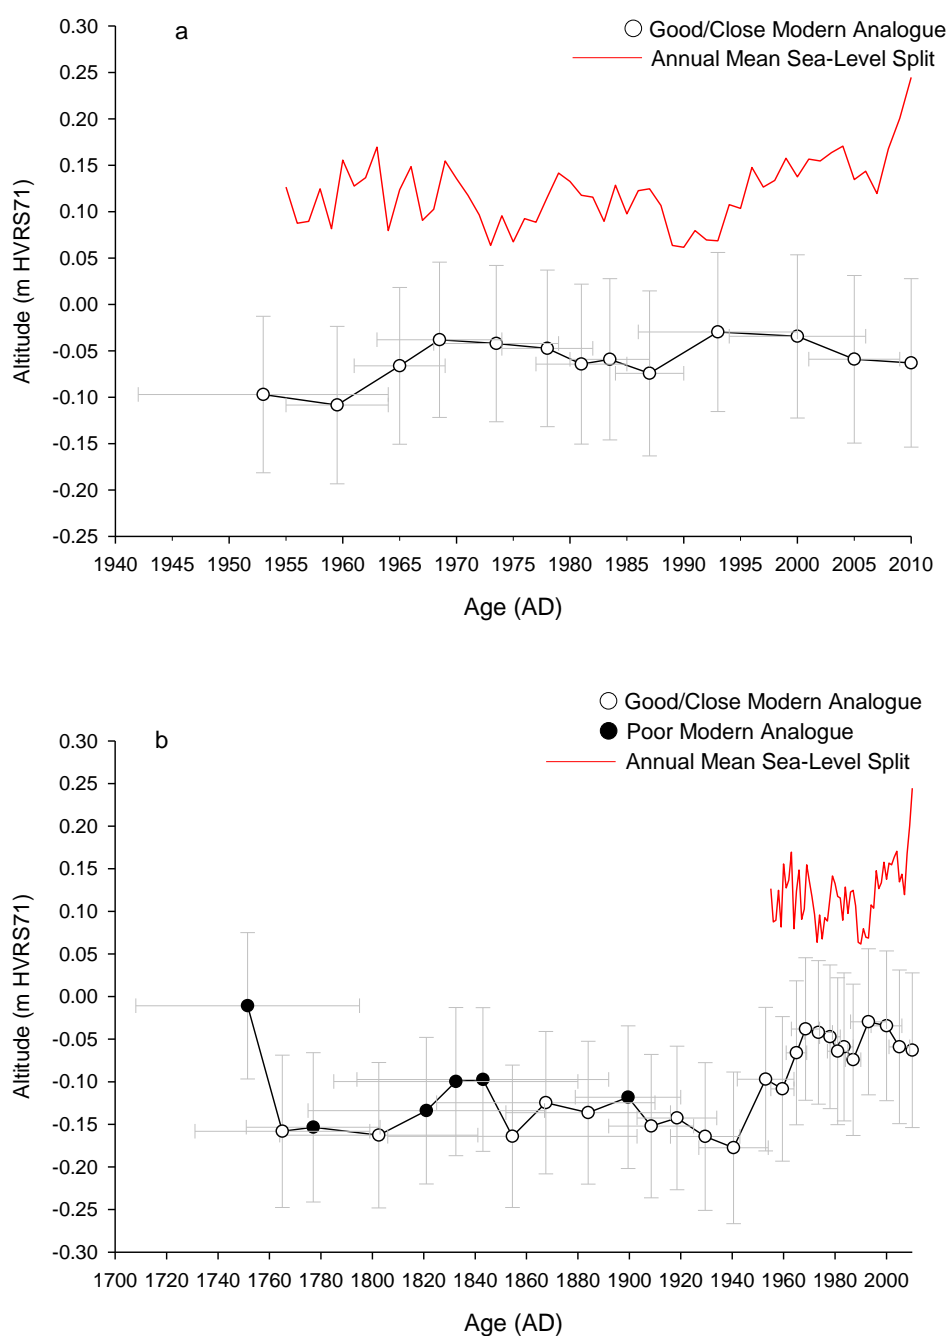 a
Good/Close Modern Analogue
Annual Mean Sea-Level Split
Altitude (m HVRS71)
0.30
0.25
0.20
0.15
0.10
0.05
0.00
-0.05
-0.10
-0.15
-0.20
-0.25
1940 1945 1950 1955 1960 1965 1970 1975 1980 1985 1990 1995 2000 2005 2010
Age (AD)
b
Good/Close Modern Analogue
Poor Modern Analogue
Annual Mean Sea-Level Split
Altitude (m HVRS71)
0.30
0.25
0.20
0.15
0.10
0.05
0.00
-0.05
-0.10
-0.15
-0.20
-0.25
-0.30
1700 1720 1740 1760 1780 1800 1820 1840 1860 1880 1900 1920 1940 1960 1980 2000
Age (AD)